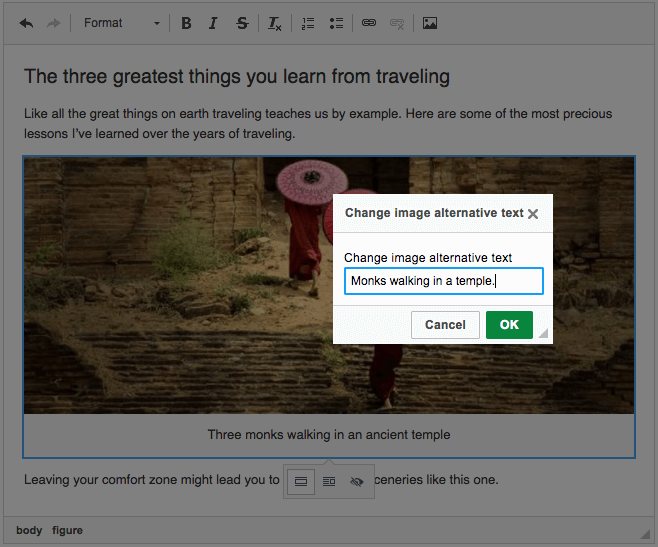 Format
B I S Tx
The three greatest things you learn from traveling
Like all the great things on earth traveling teaches us by example. Here are some of the most precious
lessons I've learned over the years of traveling.
Change image alternative text
Change image alternative text
Monks walking in a temple.
Cancel OK
Three monks walking in an ancient temple
Leaving your comfort zone might lead you to ceneries like this one.
body figure